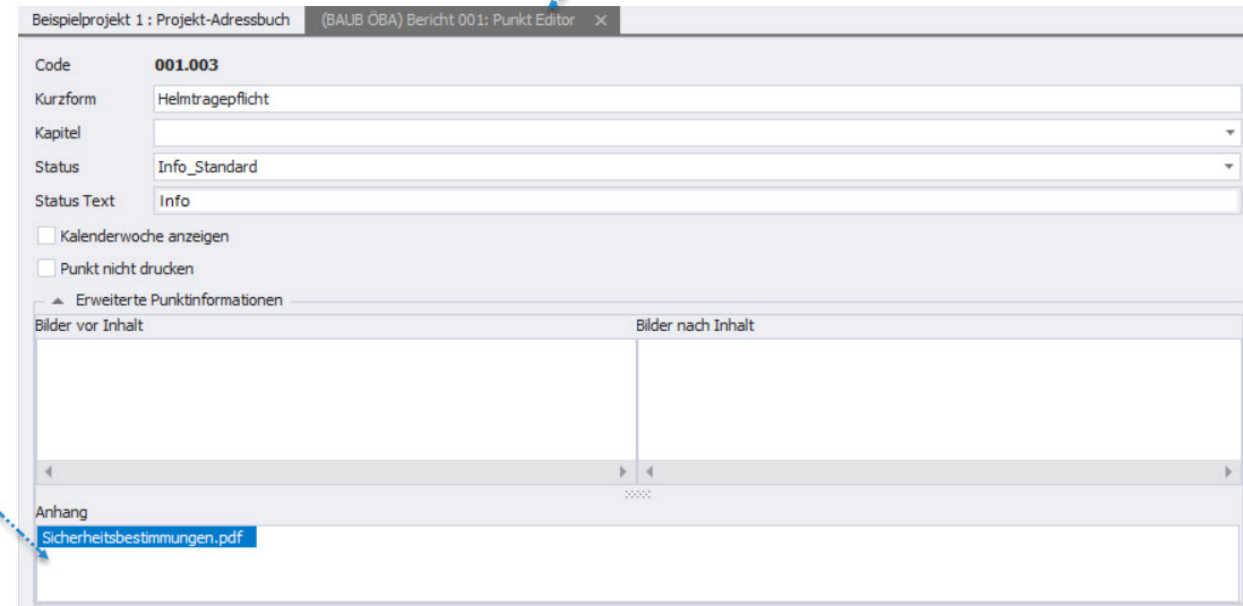 Beispielprojekt 1 : Projekt-Adressbuch (BAUB ÖBA) Bericht 001: Punkt Editor ×
Code 001.003
Kurzform Helmtragepflicht
Kapitel
Status Info_Standard
Status Text Info
Kalenderwoche anzeigen
Punkt nicht drucken
Erweiterte Punktinformationen
Bilder vor Inhalt Bilder nach Inhalt
Anhang
Sicherheitsbestimmungen.pdf